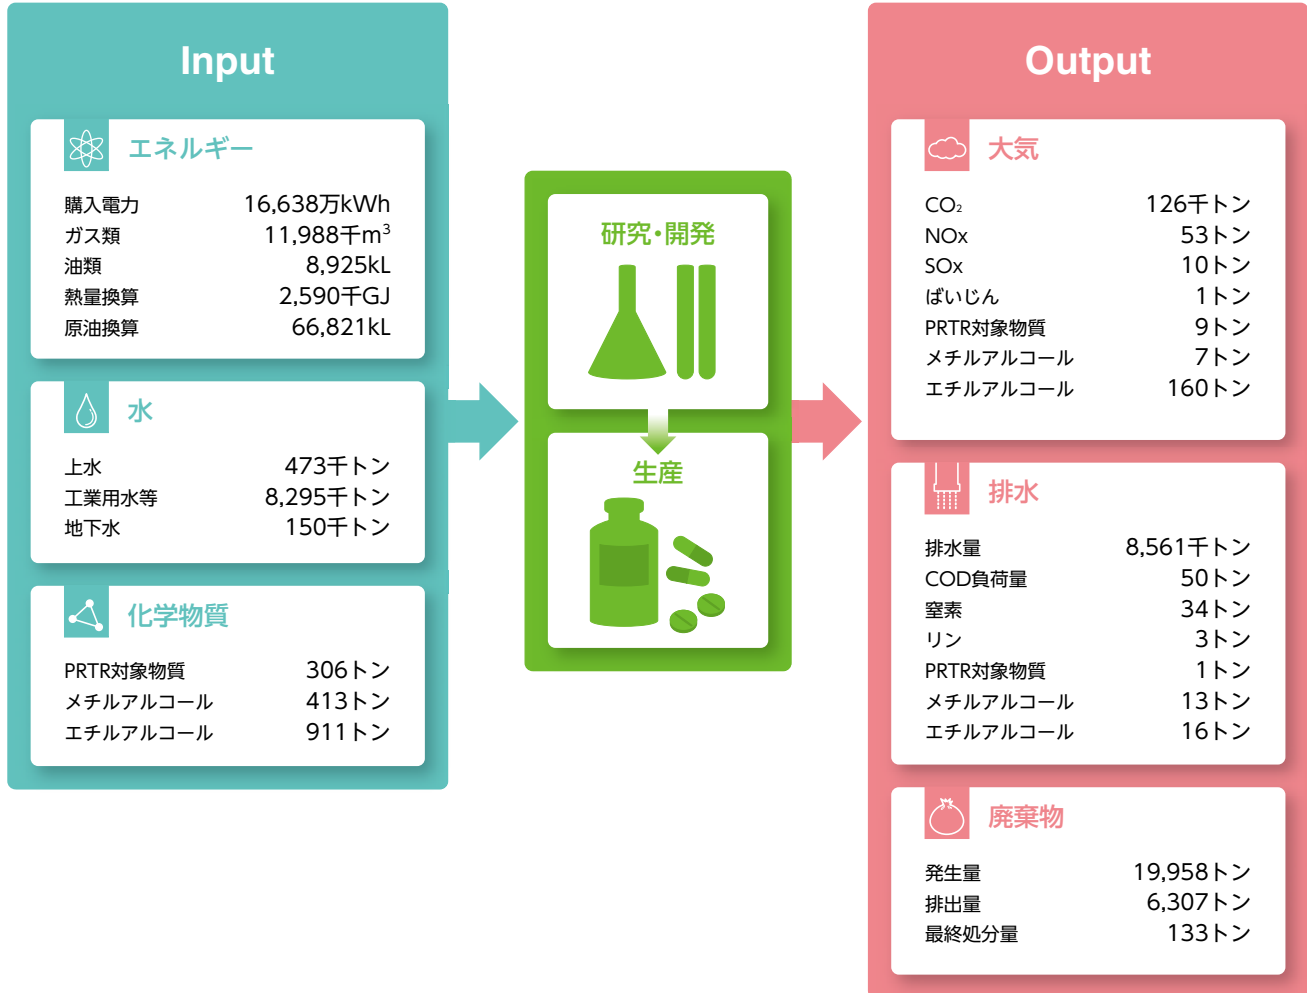 Input
エネルギー
購入電力 16,638万kWh
ガス類 11,988千m³
油類 8,925kL
熱量換算 2,590千GJ
原油換算 66,821kL
水
上水 473千トン
工業用水等 8,295千トン
地下水 150千トン
化学物質
PRTR対象物質 306トン
メチルアルコール 413トン
エチルアルコール 911トン
研究・開発
生産
Output
大気
CO₂ 126千トン
NOx 53トン
SOx 10トン
ばいじん 1トン
PRTR対象物質 9トン
メチルアルコール 7トン
エチルアルコール 160トン
排水
排水量 8,561千トン
COD負荷量 50トン
窒素 34トン
リン 3トン
PRTR対象物質 1トン
メチルアルコール 13トン
エチルアルコール 16トン
廃棄物
発生量 19,958トン
排出量 6,307トン
最終処分量 133トン